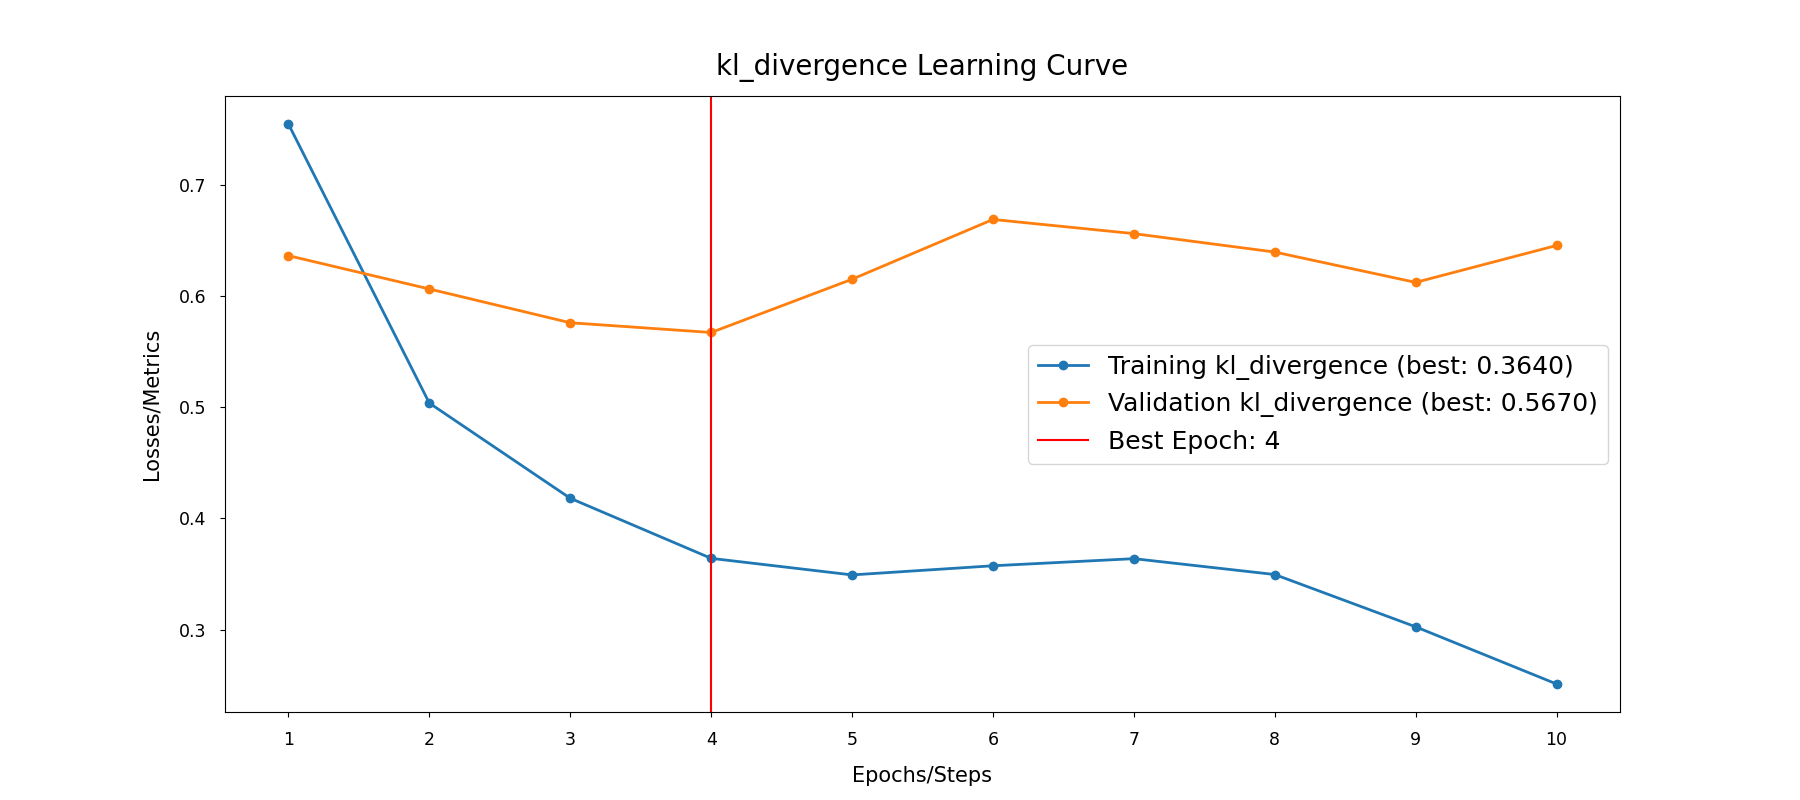 kl_divergence Learning Curve
Losses/Metrics
0.7
0.6
0.5
0.4
0.3
Training kl_divergence (best: 0.3640)
Validation kl_divergence (best: 0.5670)
Best Epoch: 4
1 2 3 4 5 6 7 8 9 10
Epochs/Steps